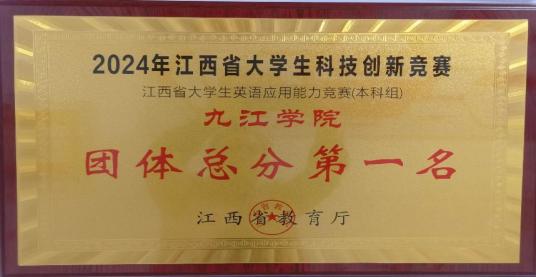 2024年江西省大学生科技创新竞赛
江西省大学生英语应用能力竞赛(本科组)
九江学院
团体总分第一名
江西省教育厅